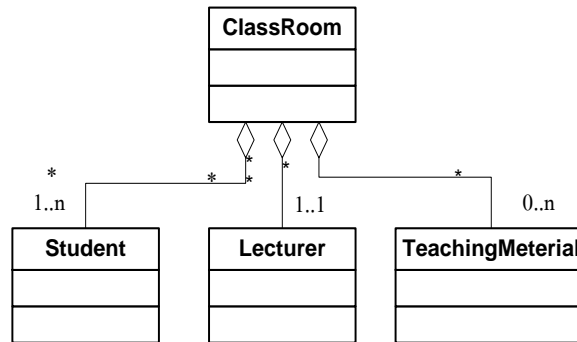 ClassRoom
*
* *
* * *
1..n 1..1 0..n
Student Lecturer TeachingMeterial